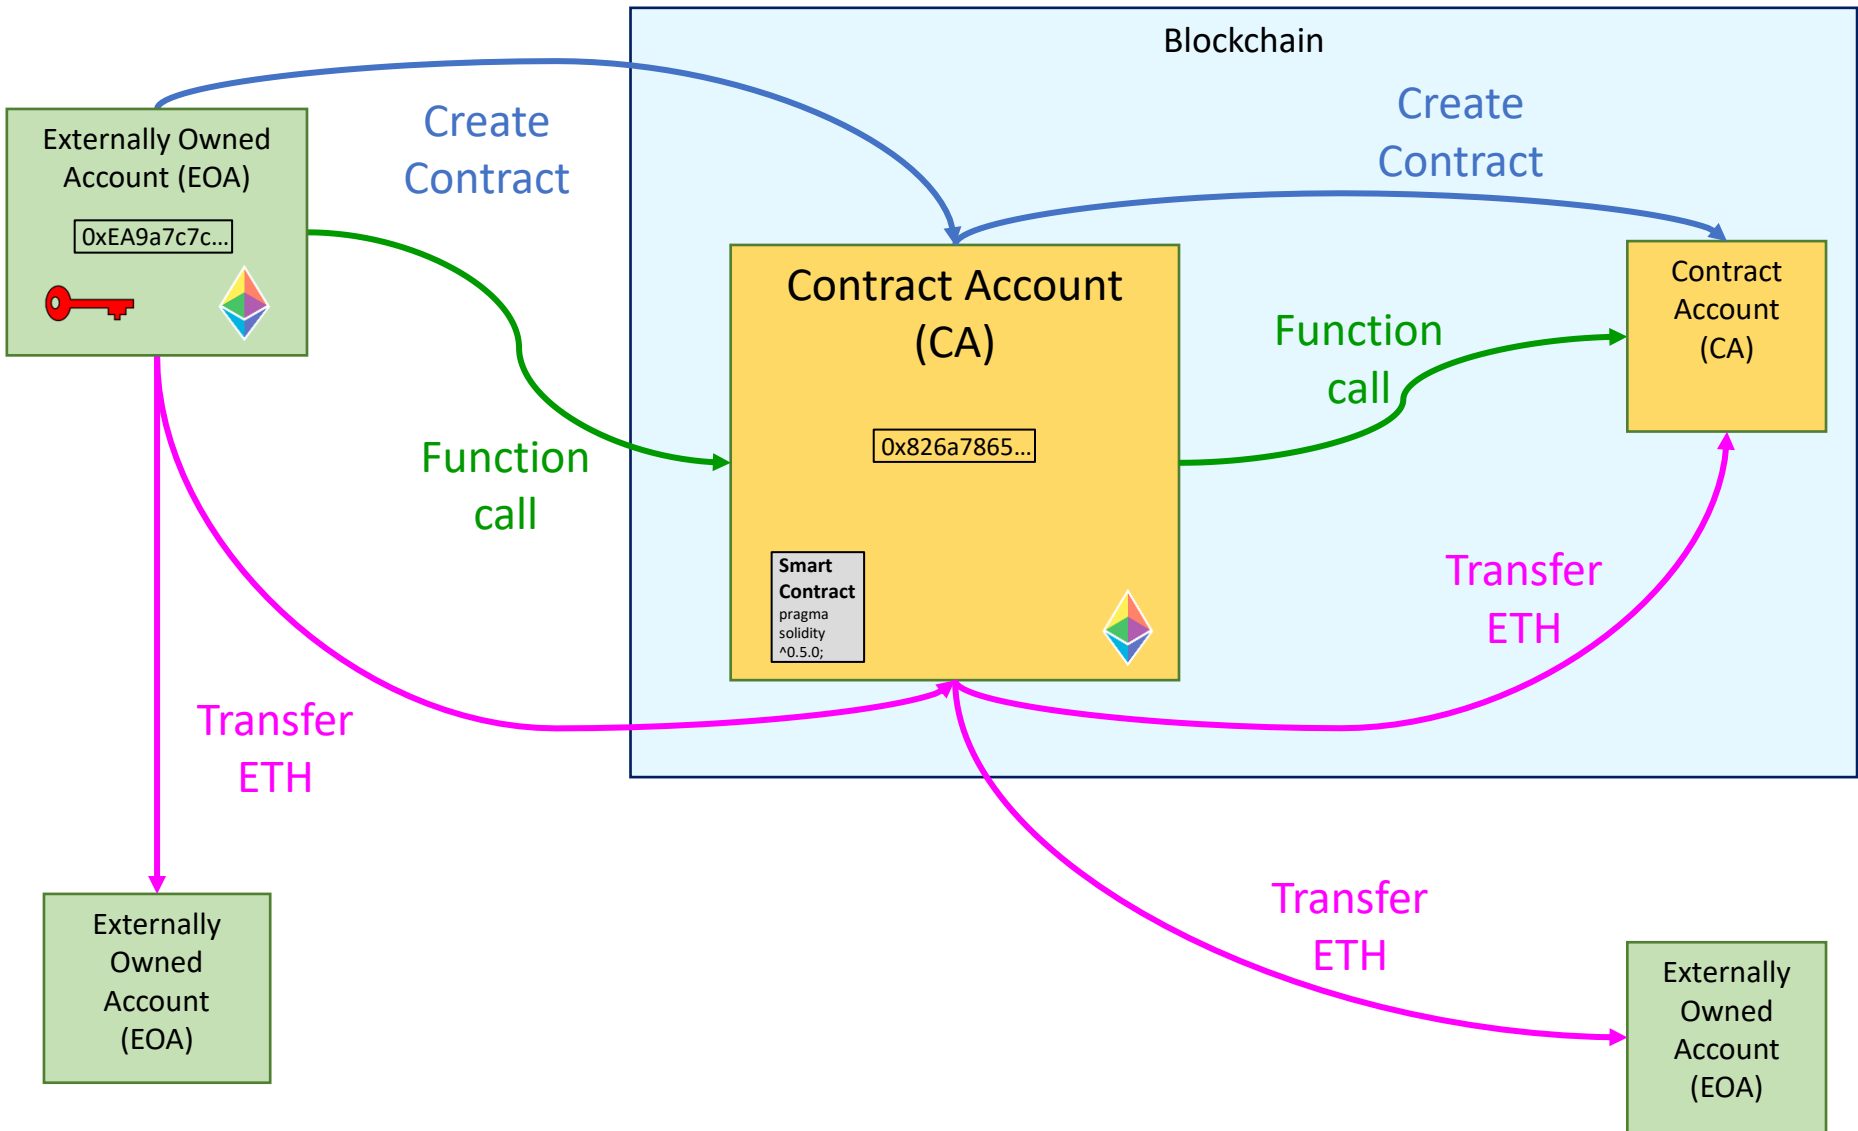 Blockchain
Create
Contract
Create
Contract
Externally Owned
Account (EOA)
0xEA9a7c7c...
Contract Account
(CA)
0x826a7865...
Smart
Contract
pragma
solidity
^0.5.0;
Contract
Account
(CA)
Function
call
Function
call
Transfer
ETH
Transfer
ETH
Transfer
ETH
Externally
Owned
Account
(EOA)
Externally
Owned
Account
(EOA)